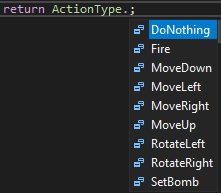 return ActionType.;
DoNothing
Fire
MoveDown
MoveLeft
MoveRight
MoveUp
RotateLeft
RotateRight
SetBomb